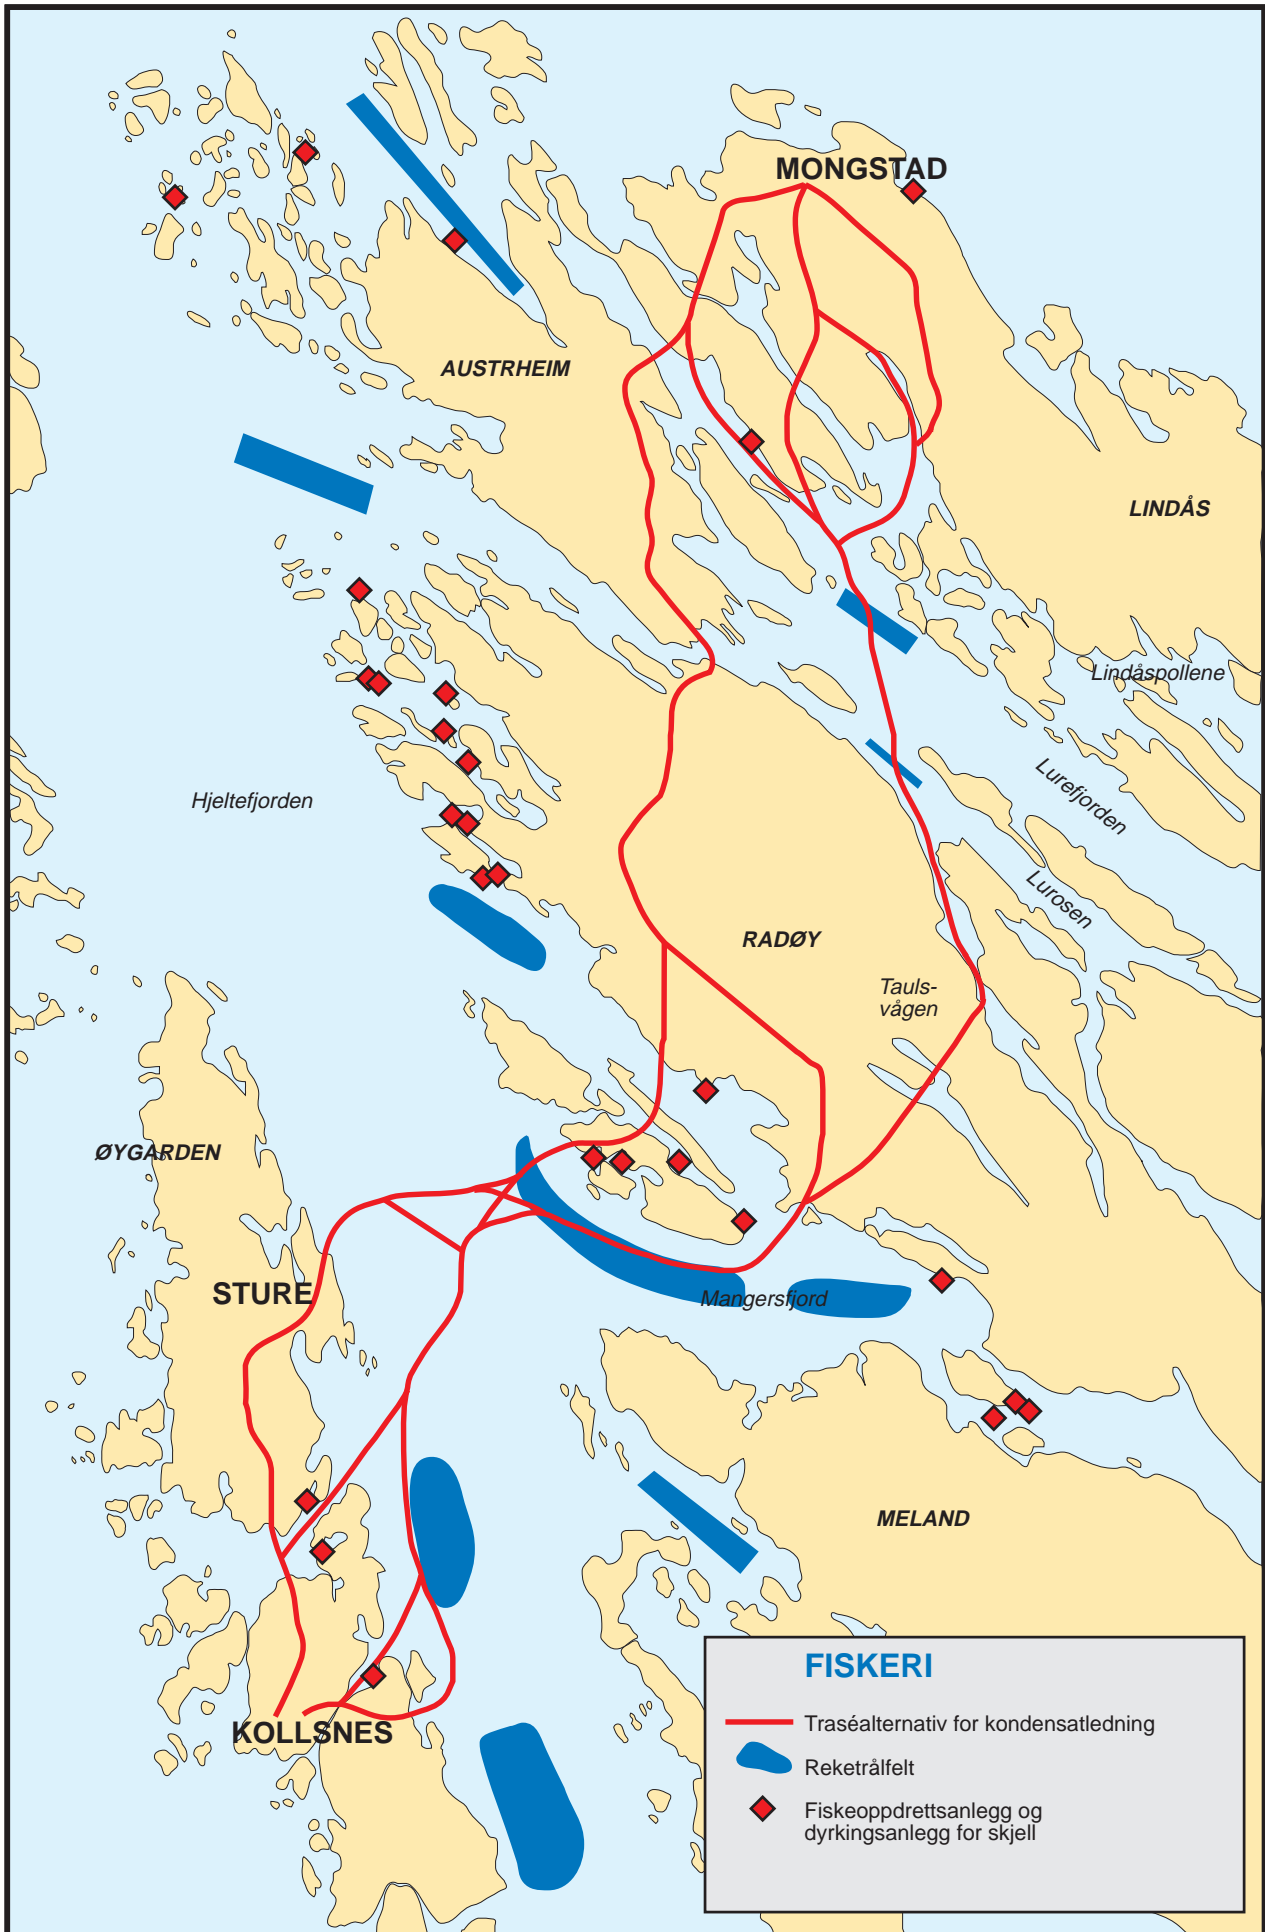 MONGSTAD
AUSTRHEIM
LINDÅS
Lindåspollene
Hjeltefjorden
Lurefjorden
Lurosen
RADØY
Tauls-
vågen
ØYGARDEN
STURE
Mangersfjord
MELAND
KOLLSNES
FISKERI
Traséalternativ for kondensatledning
Reketrålfelt
Fiskeoppdrettsanlegg og
dyrkingsanlegg for skjell